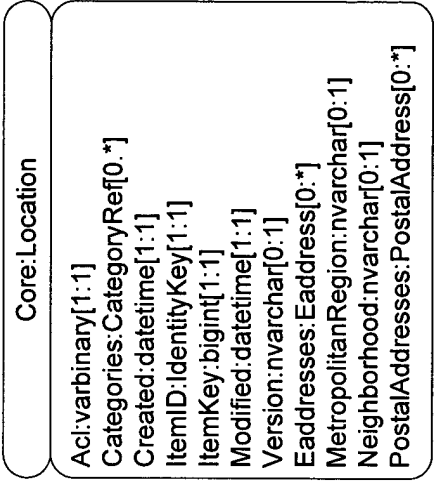 Core:Location
Acl:varbinary[1:1]
Categories:CategoryRef[0.*]
Created:datetime[1:1]
ItemID:IdentityKey[1:1]
ItemKey:bigint[1:1]
Modified:datetime[1:1]
Version:nvarchar[0:1]
Eaddresses:Eaddress[0:*]
MetropolitanRegion:nvarchar[0:1]
Neighborhood:nvarchar[0:1]
PostalAddresses:PostalAddress[0:*]